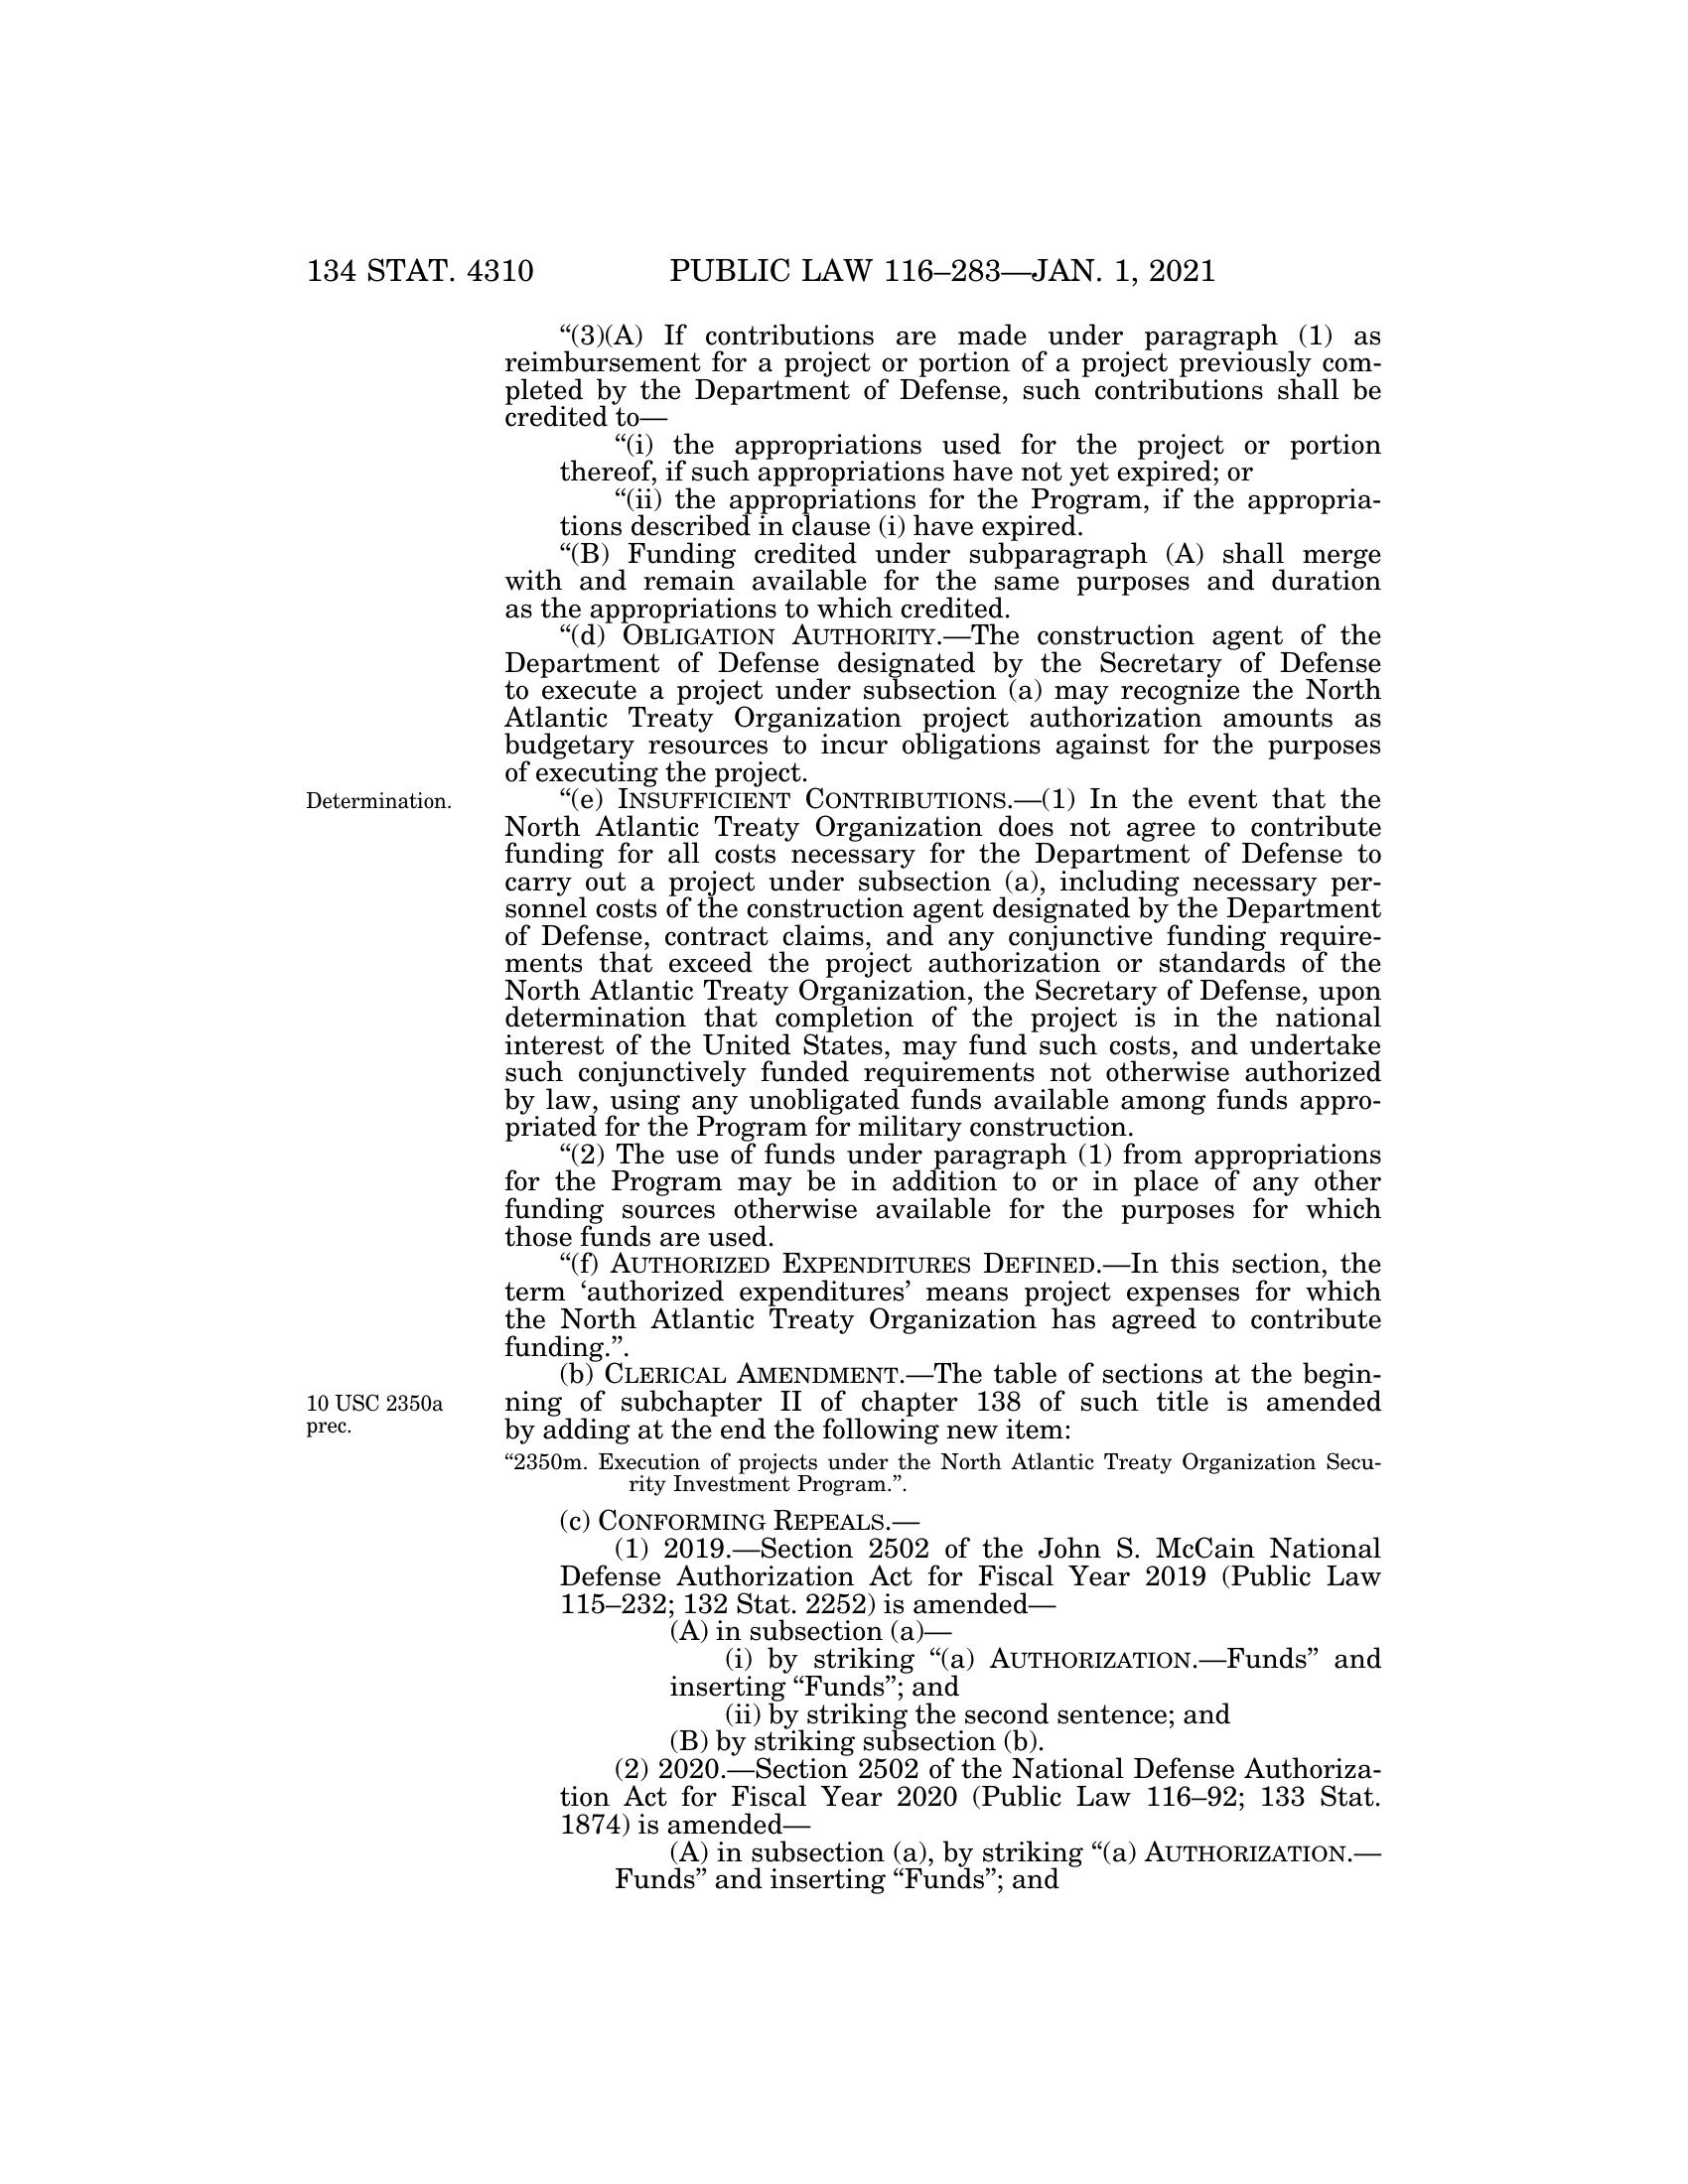 134 STAT. 4310 PUBLIC LAW 116–283—JAN. 1, 2021
“(3)(A) If contributions are made under paragraph (1) as
reimbursement for a project or portion of a project previously com-
pleted by the Department of Defense, such contributions shall be
credited to—
“(i) the appropriations used for the project or portion
thereof, if such appropriations have not yet expired; or
“(ii) the appropriations for the Program, if the appropria-
tions described in clause (i) have expired.
“(B) Funding credited under subparagraph (A) shall merge
with and remain available for the same purposes and duration
as the appropriations to which credited.
“(d) OBLIGATION AUTHORITY.—The construction agent of the
Department of Defense designated by the Secretary of Defense
to execute a project under subsection (a) may recognize the North
Atlantic Treaty Organization project authorization amounts as
budgetary resources to incur obligations against for the purposes
of executing the project.
Determination.
“(e) INSUFFICIENT CONTRIBUTIONS.—(1) In the event that the
North Atlantic Treaty Organization does not agree to contribute
funding for all costs necessary for the Department of Defense to
carry out a project under subsection (a), including necessary per-
sonnel costs of the construction agent designated by the Department
of Defense, contract claims, and any conjunctive funding require-
ments that exceed the project authorization or standards of the
North Atlantic Treaty Organization, the Secretary of Defense, upon
determination that completion of the project is in the national
interest of the United States, may fund such costs, and undertake
such conjunctively funded requirements not otherwise authorized
by law, using any unobligated funds available among funds appro-
priated for the Program for military construction.
“(2) The use of funds under paragraph (1) from appropriations
for the Program may be in addition to or in place of any other
funding sources otherwise available for the purposes for which
those funds are used.
“(f) AUTHORIZED EXPENDITURES DEFINED.—In this section, the
term ‘authorized expenditures’ means project expenses for which
the North Atlantic Treaty Organization has agreed to contribute
funding.”.
(b) CLERICAL AMENDMENT.—The table of sections at the begin-
10 USC 2350a
prec.
ning of subchapter II of chapter 138 of such title is amended
by adding at the end the following new item:
“2350m. Execution of projects under the North Atlantic Treaty Organization Secu-
rity Investment Program.”.
(c) CONFORMING REPEALS.—
(1) 2019.—Section 2502 of the John S. McCain National
Defense Authorization Act for Fiscal Year 2019 (Public Law
115–232; 132 Stat. 2252) is amended—
(A) in subsection (a)—
(i) by striking “(a) AUTHORIZATION.—Funds” and
inserting “Funds”; and
(ii) by striking the second sentence; and
(B) by striking subsection (b).
(2) 2020.—Section 2502 of the National Defense Authoriza-
tion Act for Fiscal Year 2020 (Public Law 116–92; 133 Stat.
1874) is amended—
(A) in subsection (a), by striking “(a) AUTHORIZATION.—
Funds” and inserting “Funds”; and